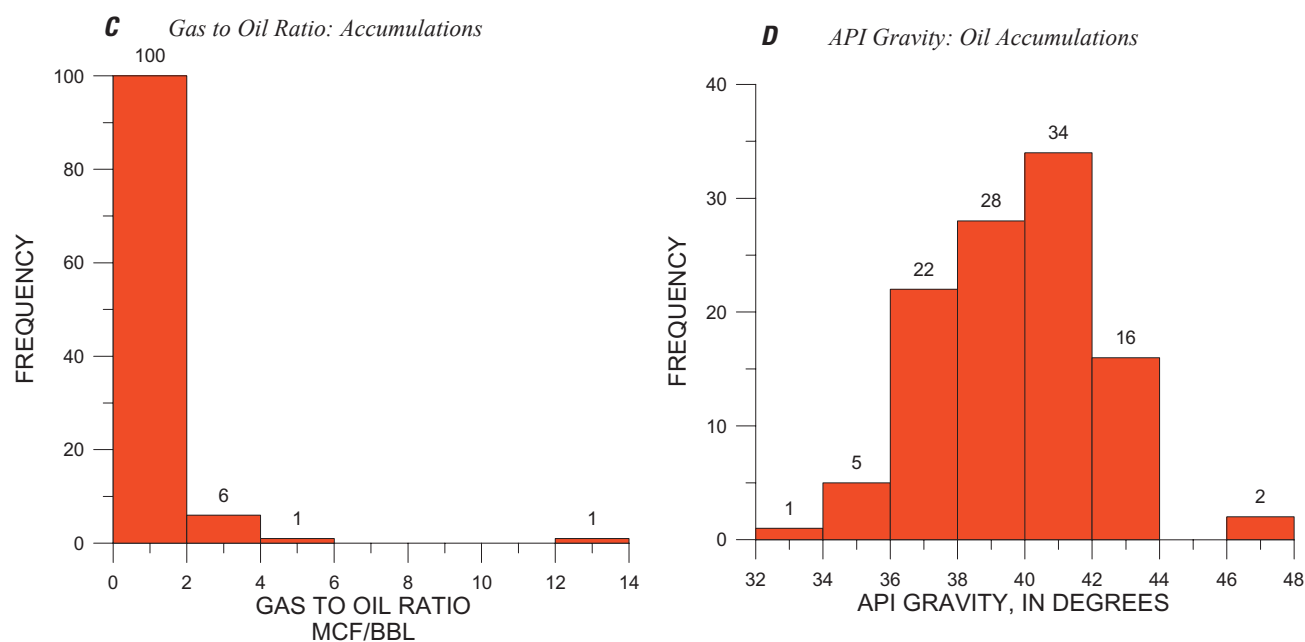 C Gas to Oil Ratio: Accumulations
100
100
80
60
40
20
0
FREQUENCY
6
1
1
0 2 4 6 8 10 12 14
GAS TO OIL RATIO
MCF/BBL
D API Gravity: Oil Accumulations
40
30
20
10
0
FREQUENCY
1
5
22
28
34
16
2
32 34 36 38 40 42 44 46 48
API GRAVITY, IN DEGREES